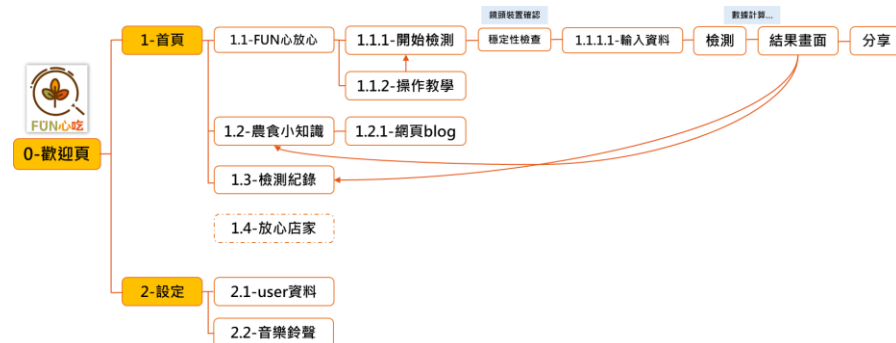 鏡頭裝置確認
數據計算...
1-首頁
1.1-FUN心放心
1.1.1-開始檢測
穩定性檢查
1.1.1.1-輸入資料
檢測
結果畫面
分享
1.1.2-操作教學
FUN心吃
1.2-農食小知識
1.2.1-網頁blog
0-歡迎頁
1.3-檢測紀錄
1.4-放心店家
2-設定
2.1-user資料
2.2-音樂鈴聲